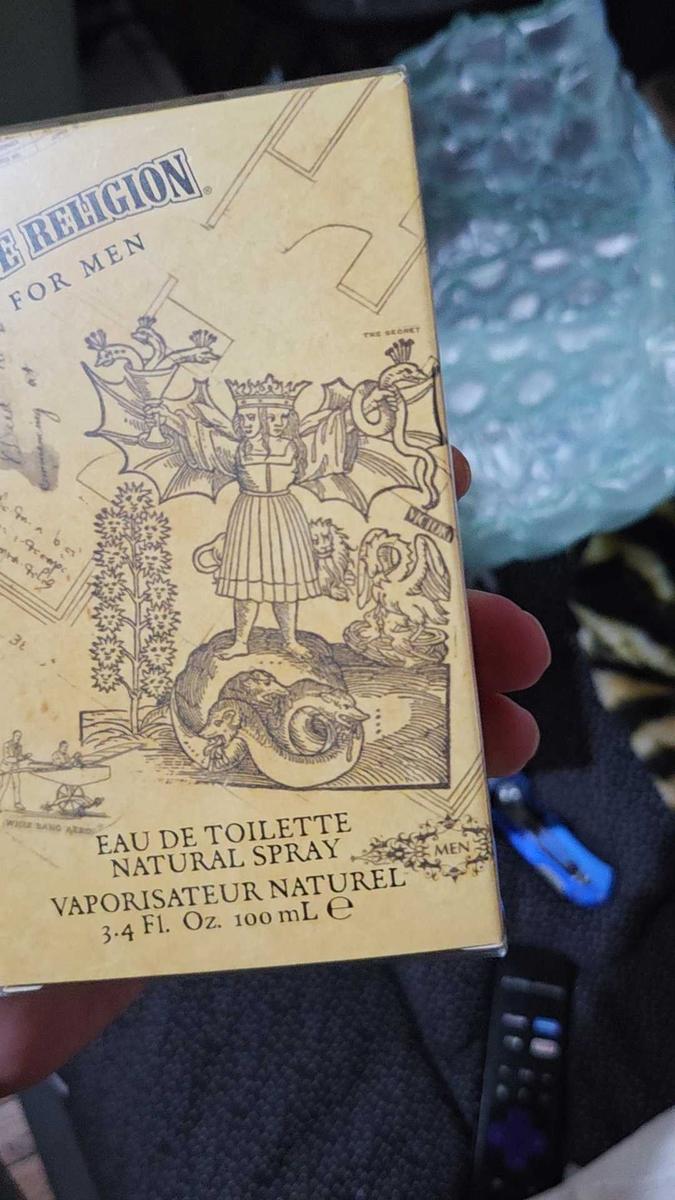 E RELIGION®
FOR MEN
THE SECRET
EAU DE TOILETTE
NATURAL SPRAY
MEN
VAPORISATEUR NATUREL
3.4 Fl. Oz. 100 mL ℮